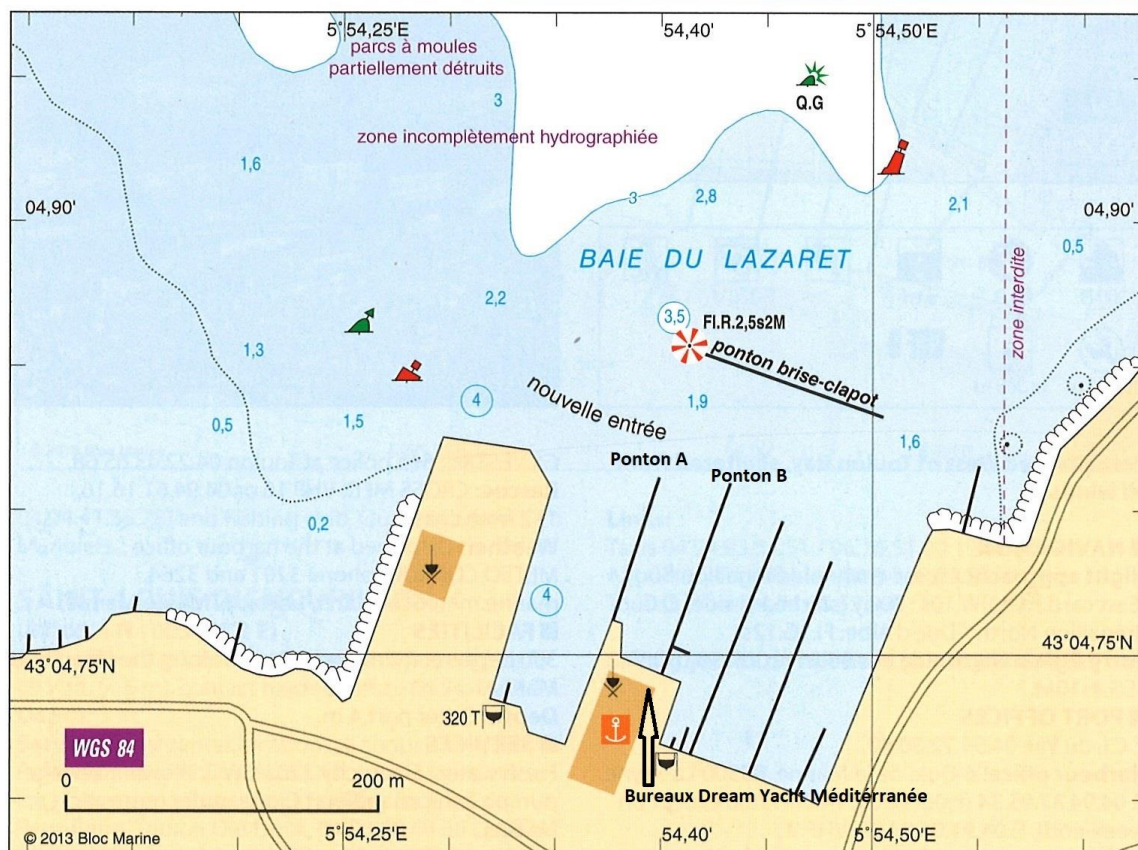 5°54,25'E
54,40'
5°54,50'E
parcs à moules
partiellement détruits
Q.G
3
zone incomplètement hydrographiée
1,6
3
2,8
2,1
04,90'
04,90'
0,5
BAIE DU LAZARET
zone interdite
2,2
3,5
Fl.R.2,5s2M
ponton brise-clapot
1,3
4
nouvelle entrée
1,9
0,5
1,5
1,6
Ponton A
Ponton B
0,2
4
43°04,75'N
43°04,75'N
320 T
WGS 84
0
200 m
Bureaux Dream Yacht Méditerranée
© 2013 Bloc Marine
5°54,25'E
54,40'
5°54,50'E